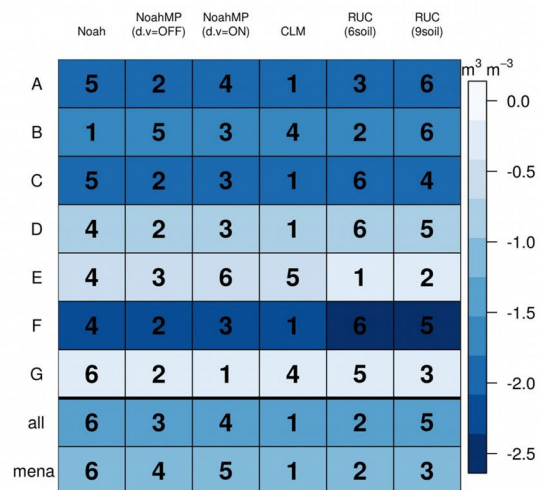 Noah NoahMP (d.v=OFF) NoahMP (d.v=ON) CLM RUC (6soil) RUC (9soil)
m³ m⁻³
A 5 2 4 1 3 6
B 1 5 3 4 2 6
C 5 2 3 1 6 4
D 4 2 3 1 6 5
E 4 3 6 5 1 2
F 4 2 3 1 6 5
G 6 2 1 4 5 3
all 6 3 4 1 2 5
mena 6 4 5 1 2 3
0.0
-0.5
-1.0
-1.5
-2.0
-2.5